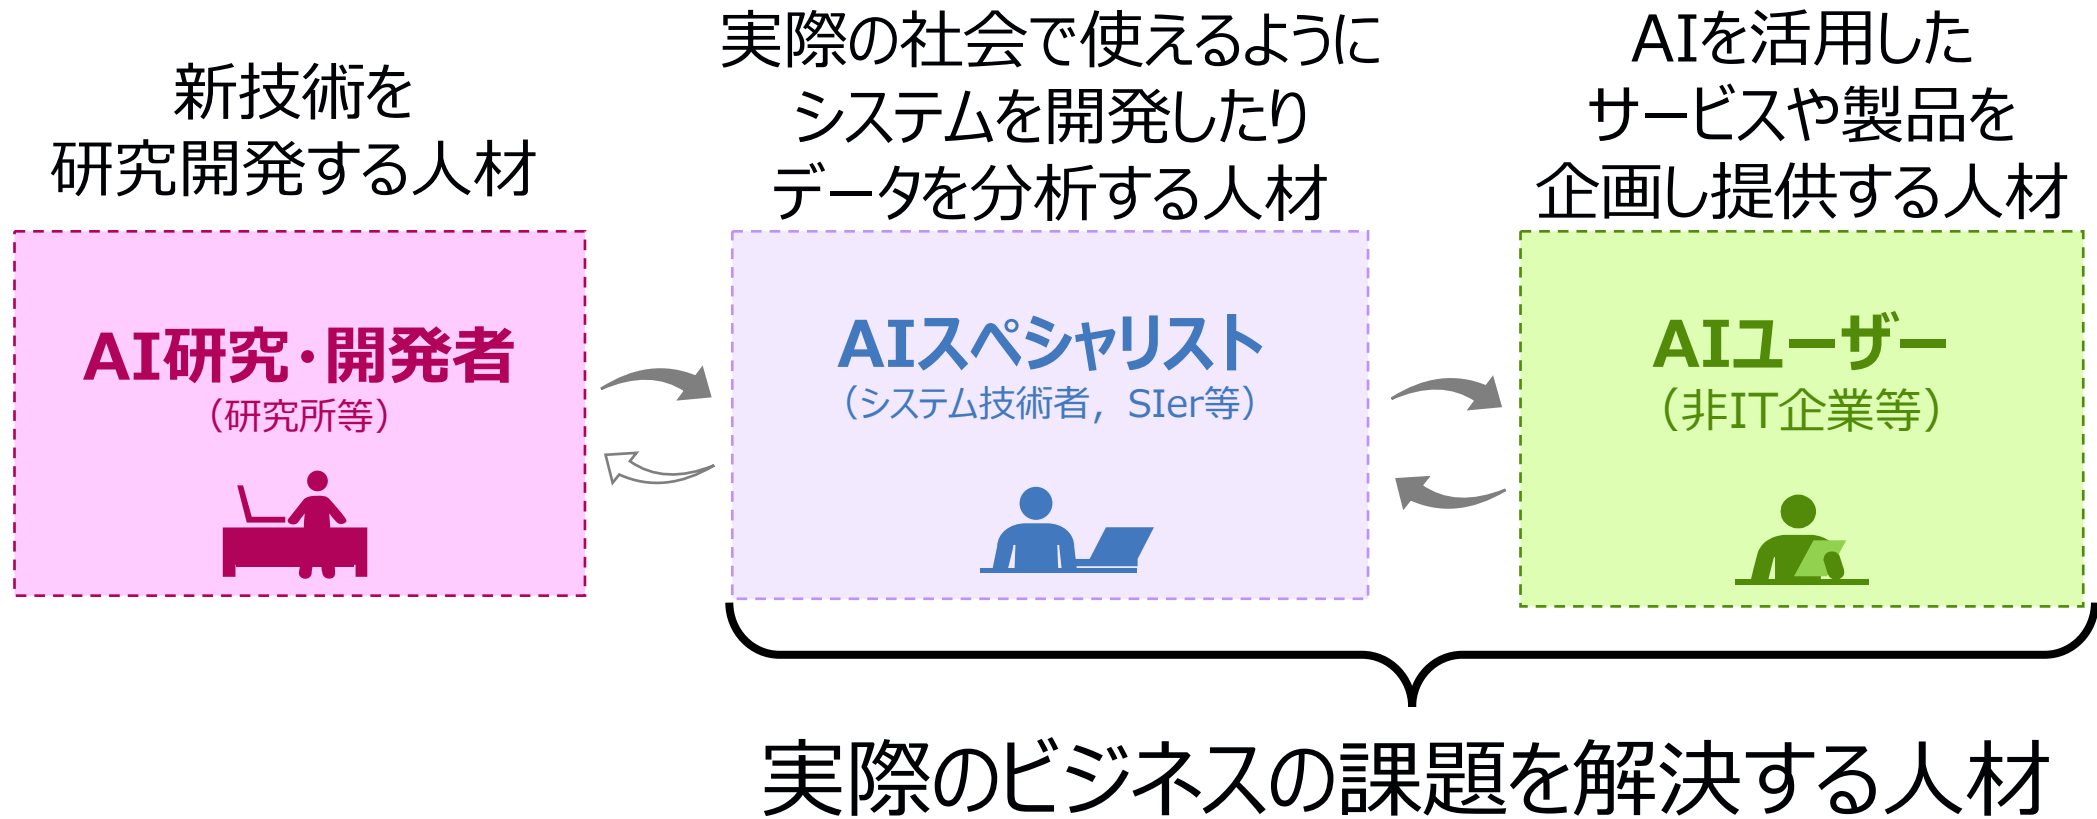 新技術を
研究開発する人材
実際の社会で使えるように
システムを開発したり
データを分析する人材
AIを活用した
サービスや製品を
企画し提供する人材
AI研究・開発者
（研究所等）
AIスペシャリスト
（システム技術者，SIer等）
AIユーザー
（非IT企業等）
実際のビジネスの課題を解決する人材